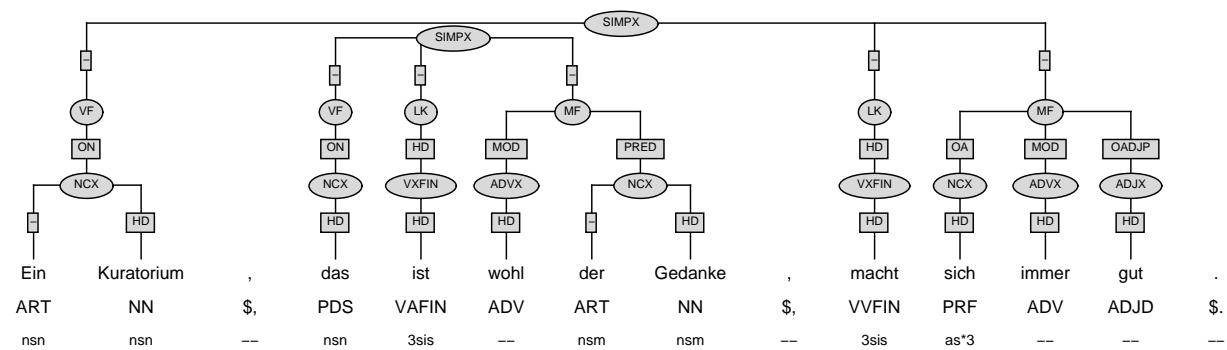 SIMPX
SIMPX
– – – – – –
VF VF LK MF LK MF
ON ON HD MOD PRED HD OA MOD OADJP
NCX NCX VXFIN ADVX NCX VXFIN NCX ADVX ADJX
– HD HD HD HD – HD HD HD HD HD
Ein Kuratorium , das ist wohl der Gedanke , macht sich immer gut .
ART NN $, PDS VAFIN ADV ART NN $, VVFIN PRF ADV ADJD $.
nsn nsn −− nsn 3sis −− nsm nsm −− 3sis as*3 −− −− −−